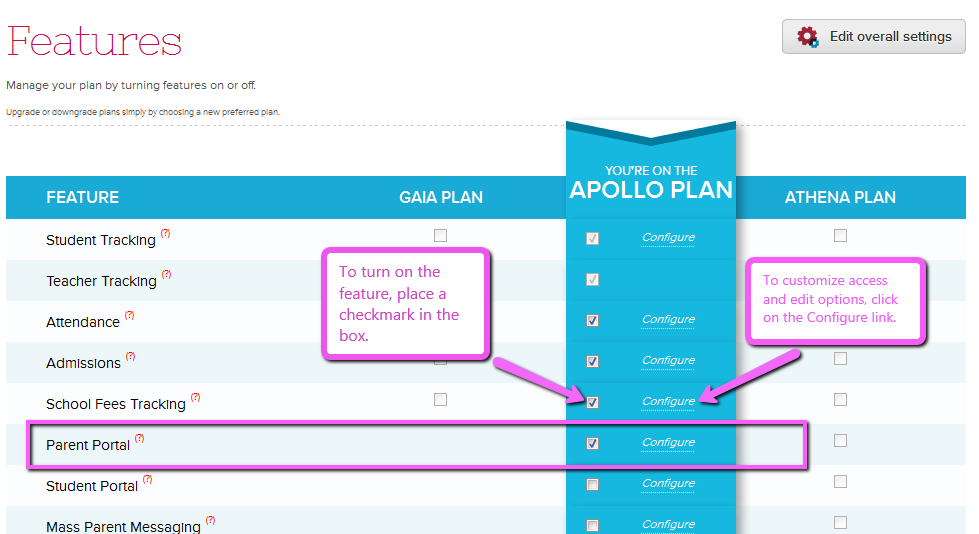 Features
Edit overall settings
Manage your plan by turning features on or off.
Upgrade or downgrade plans simply by choosing a new preferred plan.
YOU'RE ON THE
APOLLO PLAN
FEATURE
GAIA PLAN
ATHENA PLAN
Student Tracking (?)
Configure
Teacher Tracking (?)
To turn on the
feature, place a
checkmark in the
box.
To customize access
and edit options, click
on the Configure link.
Attendance (?)
Configure
Admissions (?)
Configure
School Fees Tracking (?)
Configure
Parent Portal (?)
Configure
Student Portal (?)
Configure
Mass Parent Messaging (?)
Configure